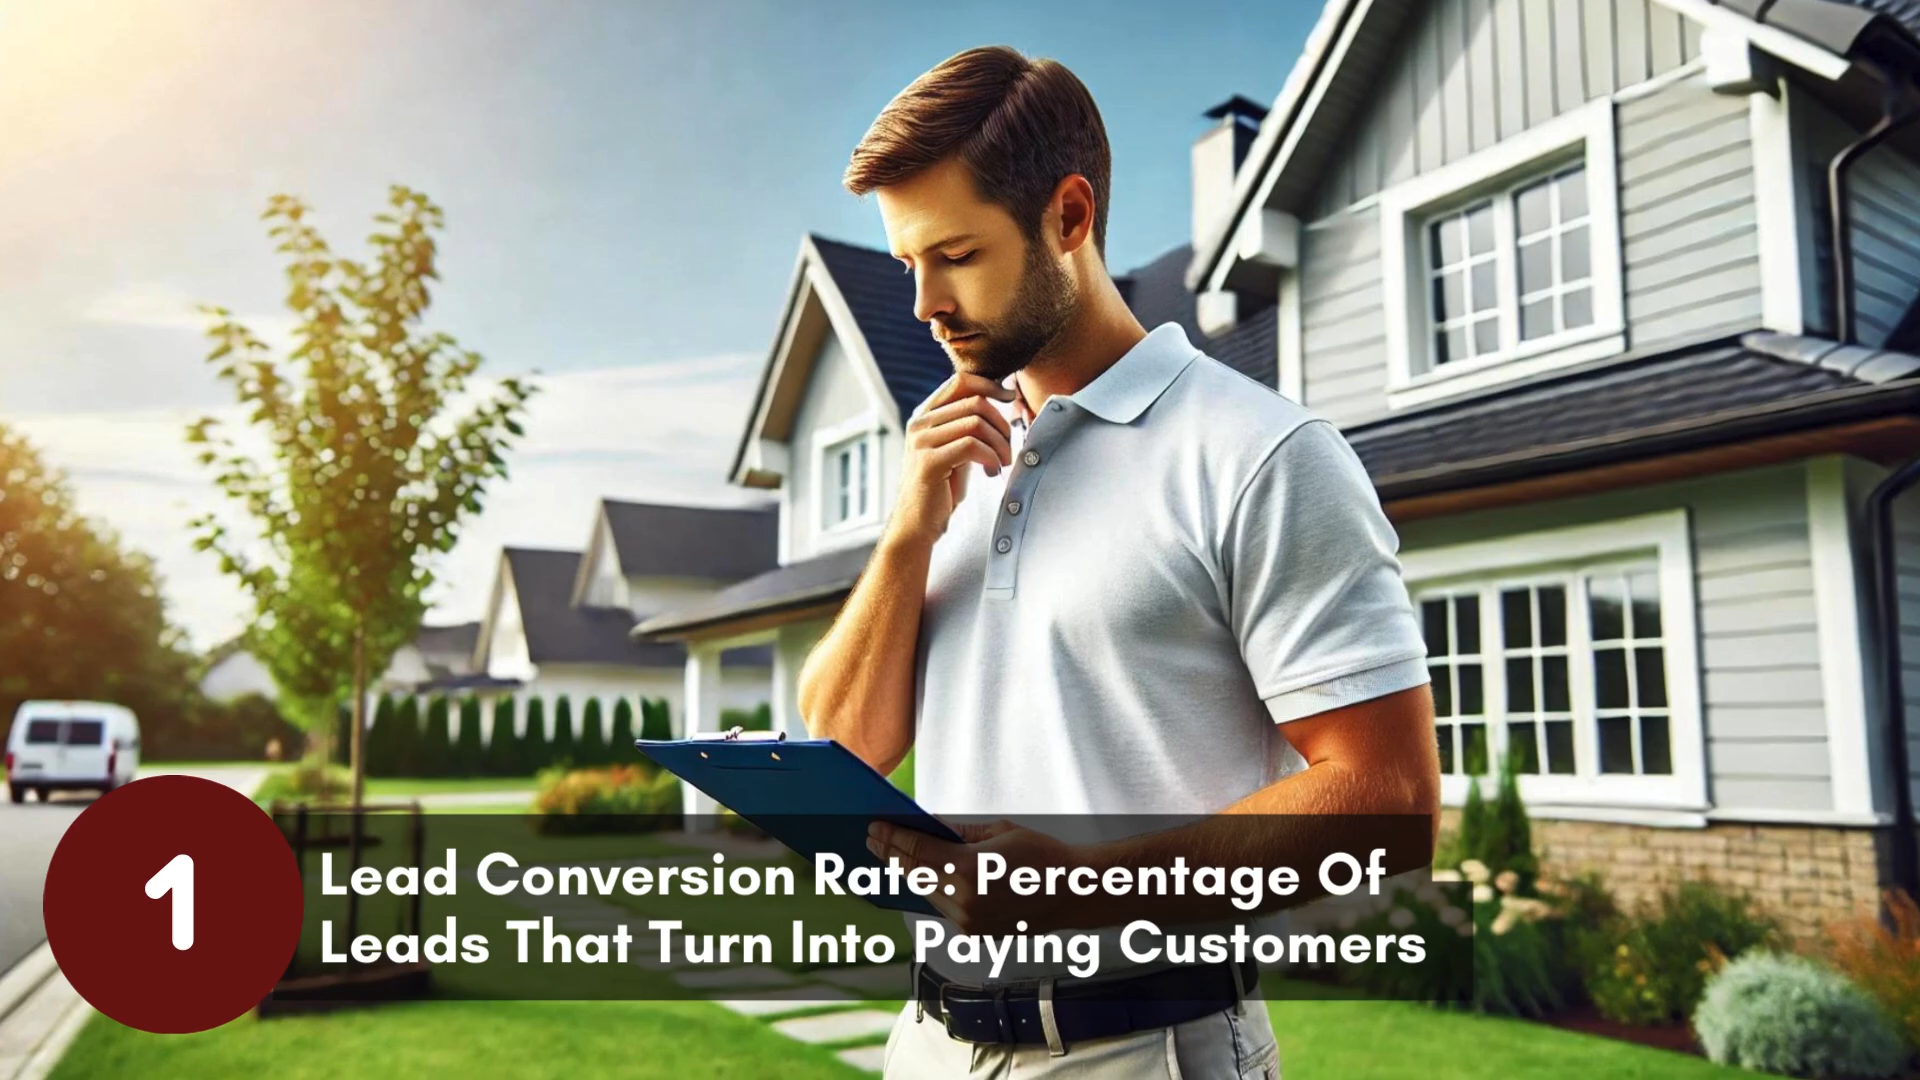 1
Lead Conversion Rate: Percentage Of
Leads That Turn Into Paying Customers